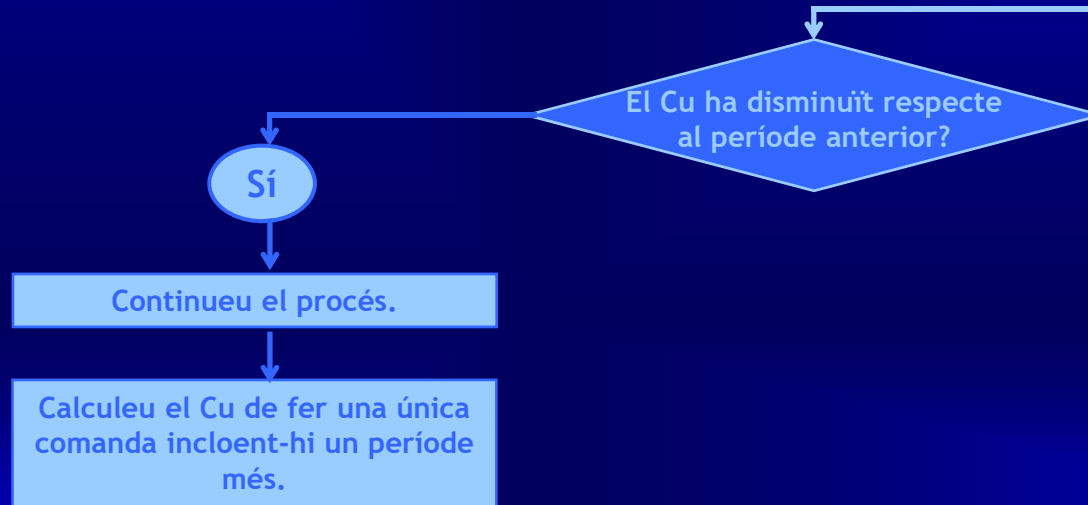 El Cu ha disminuït respecte
al període anterior?
Sí
Continueu el procés.
Calculeu el Cu de fer una única
comanda incloent-hi un període
més.